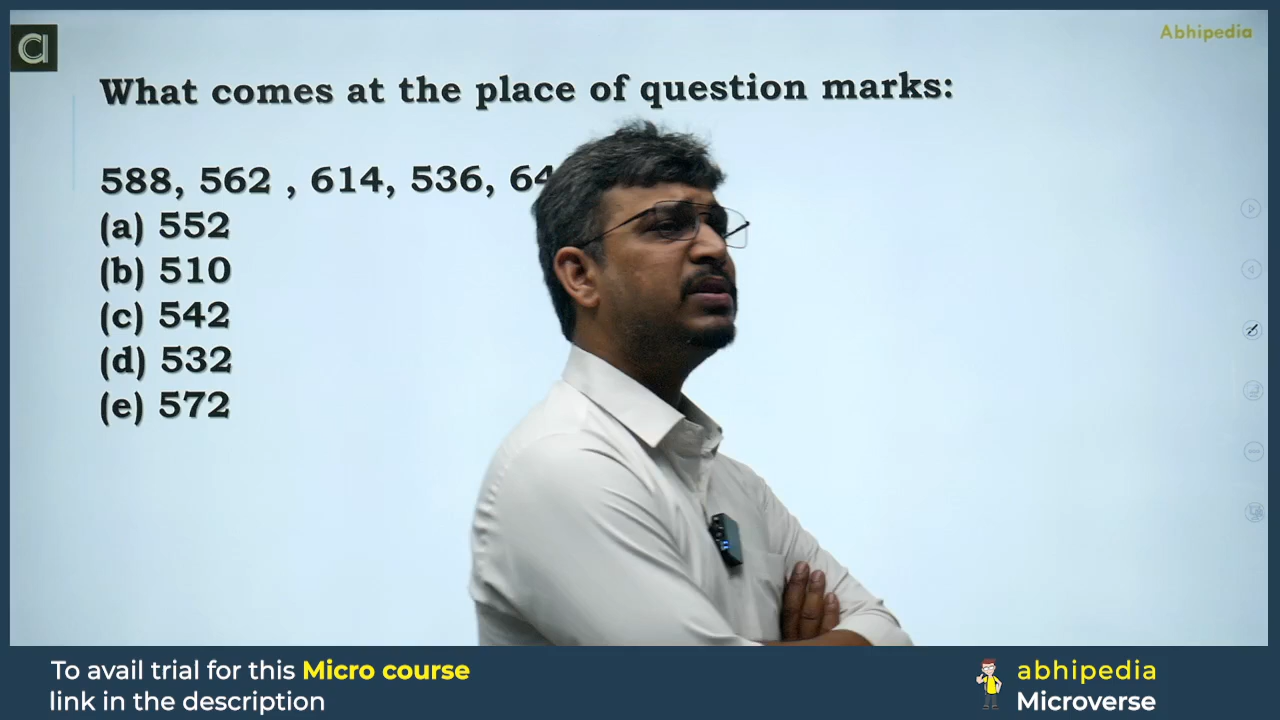 Abhipedia
What comes at the place of question marks:
588, 562 , 614, 536,
(a) 552
(b) 510
(c) 542
(d) 532
(e) 572
To avail trial for this Micro course
link in the description
abhipedia
Microverse